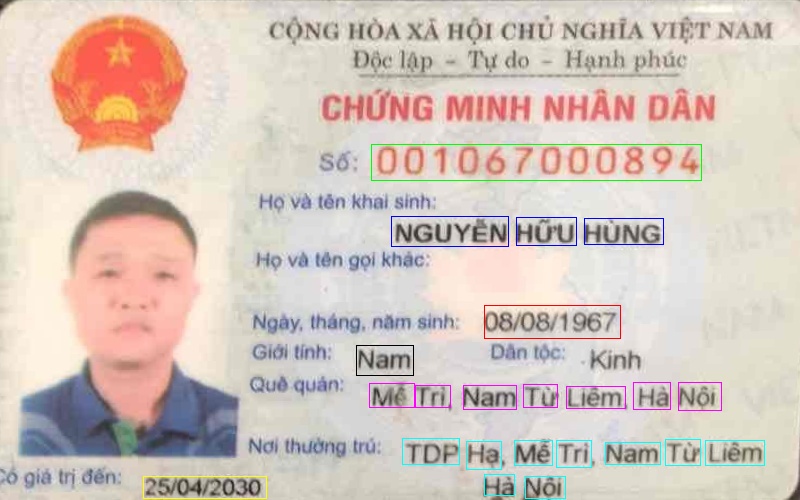 CỘNG HÒA XÃ HỘI CHỦ NGHĨA VIỆT NAM
Độc lập - Tự do - Hạnh phúc
CHỨNG MINH NHÂN DÂN
Số: 001067000894
Họ và tên khai sinh:
NGUYỄN HỮU HÙNG
Họ và tên gọi khác:
Ngày, tháng, năm sinh: 08/08/1967
Giới tính: Nam Dân tộc: Kinh
Quê quán: Mễ Trì, Nam Từ Liêm, Hà Nội
Nơi thường trú: TDP Hạ, Mễ Trì, Nam Từ Liêm
Hà Nội
Có giá trị đến: 25/04/2030